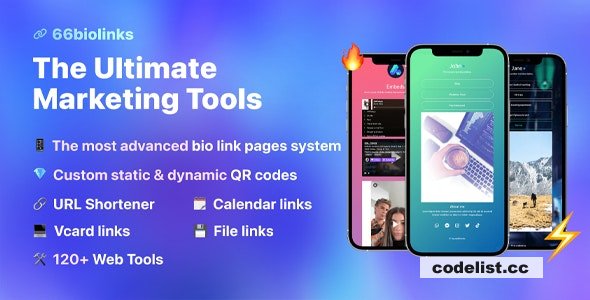 66biolinks
The Ultimate
Marketing Tools
The most advanced bio link pages system
Custom static & dynamic QR codes
URL Shortener
Calendar links
Vcard links
File links
120+ Web Tools
Embeds
codelist.cc